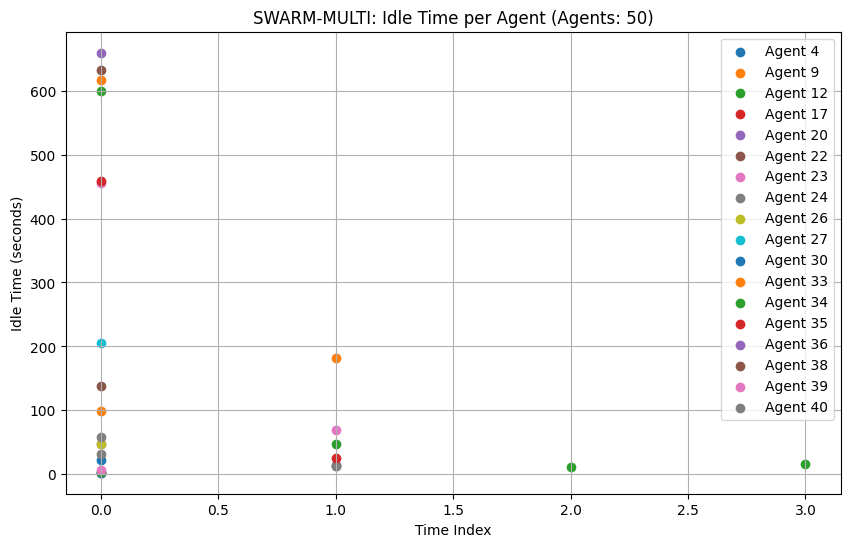 SWARM-MULTI: Idle Time per Agent (Agents: 50)
Idle Time (seconds)
600
500
400
300
200
100
0
0.0
0.5
1.0
1.5
2.0
2.5
3.0
Time Index
Agent 4
Agent 9
Agent 12
Agent 17
Agent 20
Agent 22
Agent 23
Agent 24
Agent 26
Agent 27
Agent 30
Agent 33
Agent 34
Agent 35
Agent 36
Agent 38
Agent 39
Agent 40